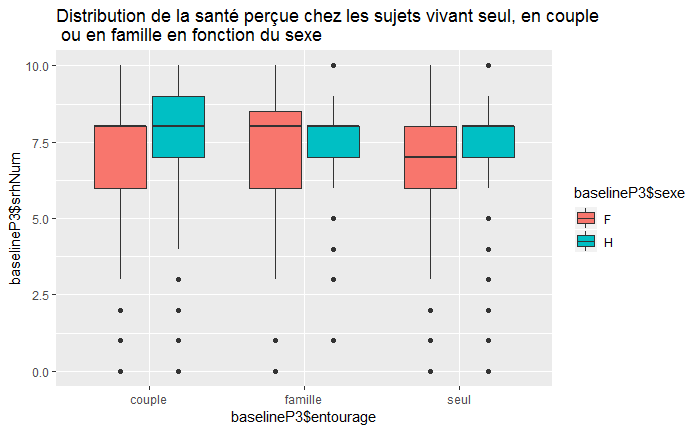 Distribution de la santé perçue chez les sujets vivant seul, en couple
ou en famille en fonction du sexe
10.0
7.5
5.0
2.5
0.0
baselineP3$srhNum
couple
famille
seul
baselineP3$entourage
baselineP3$sexe
F
H